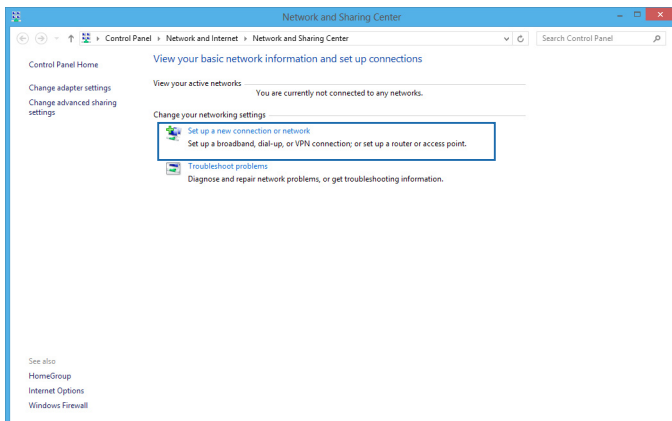 Network and Sharing Center
Control Panel Network and Internet Network and Sharing Center
Search Control Panel
Control Panel Home
Change adapter settings
Change advanced sharing
settings
View your basic network information and set up connections
View your active networks
You are currently not connected to any networks.
Change your networking settings
Set up a new connection or network
Set up a broadband, dial-up, or VPN connection; or set up a router or access point.
Troubleshoot problems
Diagnose and repair network problems, or get troubleshooting information.
See also
HomeGroup
Internet Options
Windows Firewall